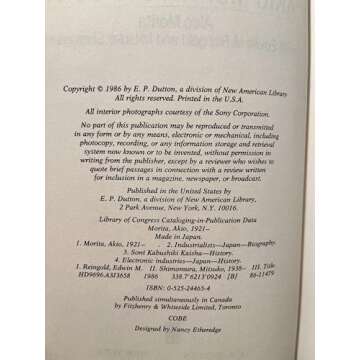 Akio Morita
Copyright © 1986 by E. P. Dutton, a division of New American Library
All rights reserved. Printed in the U.S.A.
All interior photographs courtesy of the Sony Corporation.
No part of this publication may be reproduced or transmitted
in any form or by any means, electronic or mechanical, including
photocopy, recording, or any information storage and retrieval
system now known or to be invented, without permission in
writing from the publisher, except by a reviewer who wishes to
quote brief passages in connection with a review written
for inclusion in a magazine, newspaper, or broadcast.
Published in the United States by
E. P. Dutton, a division of New American Library,
2 Park Avenue, New York, N.Y. 10016.
Library of Congress Cataloging-in-Publication Data
Morita, Akio, 1921–
Made in Japan.
1. Morita, Akio, 1921– . 2. Industrialists—Japan—Biography.
3. Soni Kabushiki Kaisha—History.
4. Electronic industries—Japan—History.
I. Reingold, Edwin M. II. Shimomura, Mitsuko, 1938– III. Title
HD9696.A3J3658 1986 338.7'6213'0924 [B] 86-11479
ISBN: 0-525-24465-4
Published simultaneously in Canada
by Fitzhenry & Whiteside Limited, Toronto
COBE
Designed by Nancy Etheredge